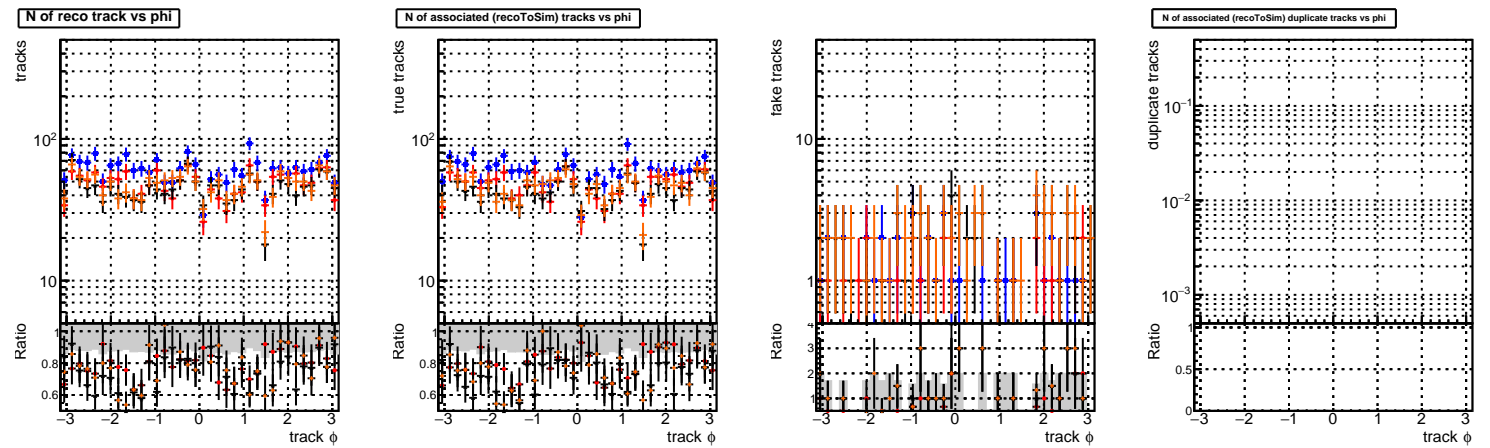 N of reco track vs phi
tracks
10²
10
Ratio
1
0.8
0.6
−3 −2 −1 0 1 2 3
track ϕ
N of associated (recoToSim) tracks vs phi
true tracks
10²
10
Ratio
1
0.8
0.6
−3 −2 −1 0 1 2 3
track ϕ
fake tracks
10
1
Ratio
4
3
2
1
−3 −2 −1 0 1 2 3
track ϕ
N of associated (recoToSim) duplicate tracks vs phi
duplicate tracks
10⁻¹
10⁻²
10⁻³
Ratio
1
0.5
0
−3 −2 −1 0 1 2 3
track ϕ